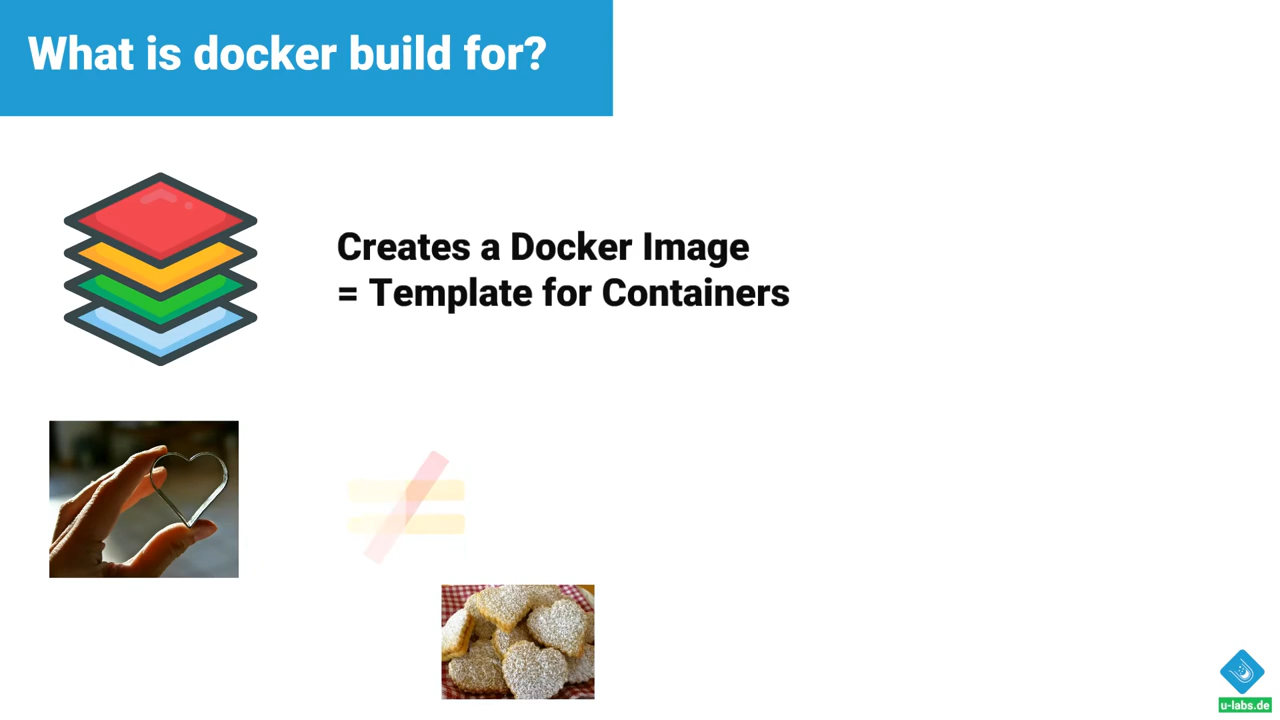 What is docker build for?
Creates a Docker Image
= Template for Containers
u-labs.de